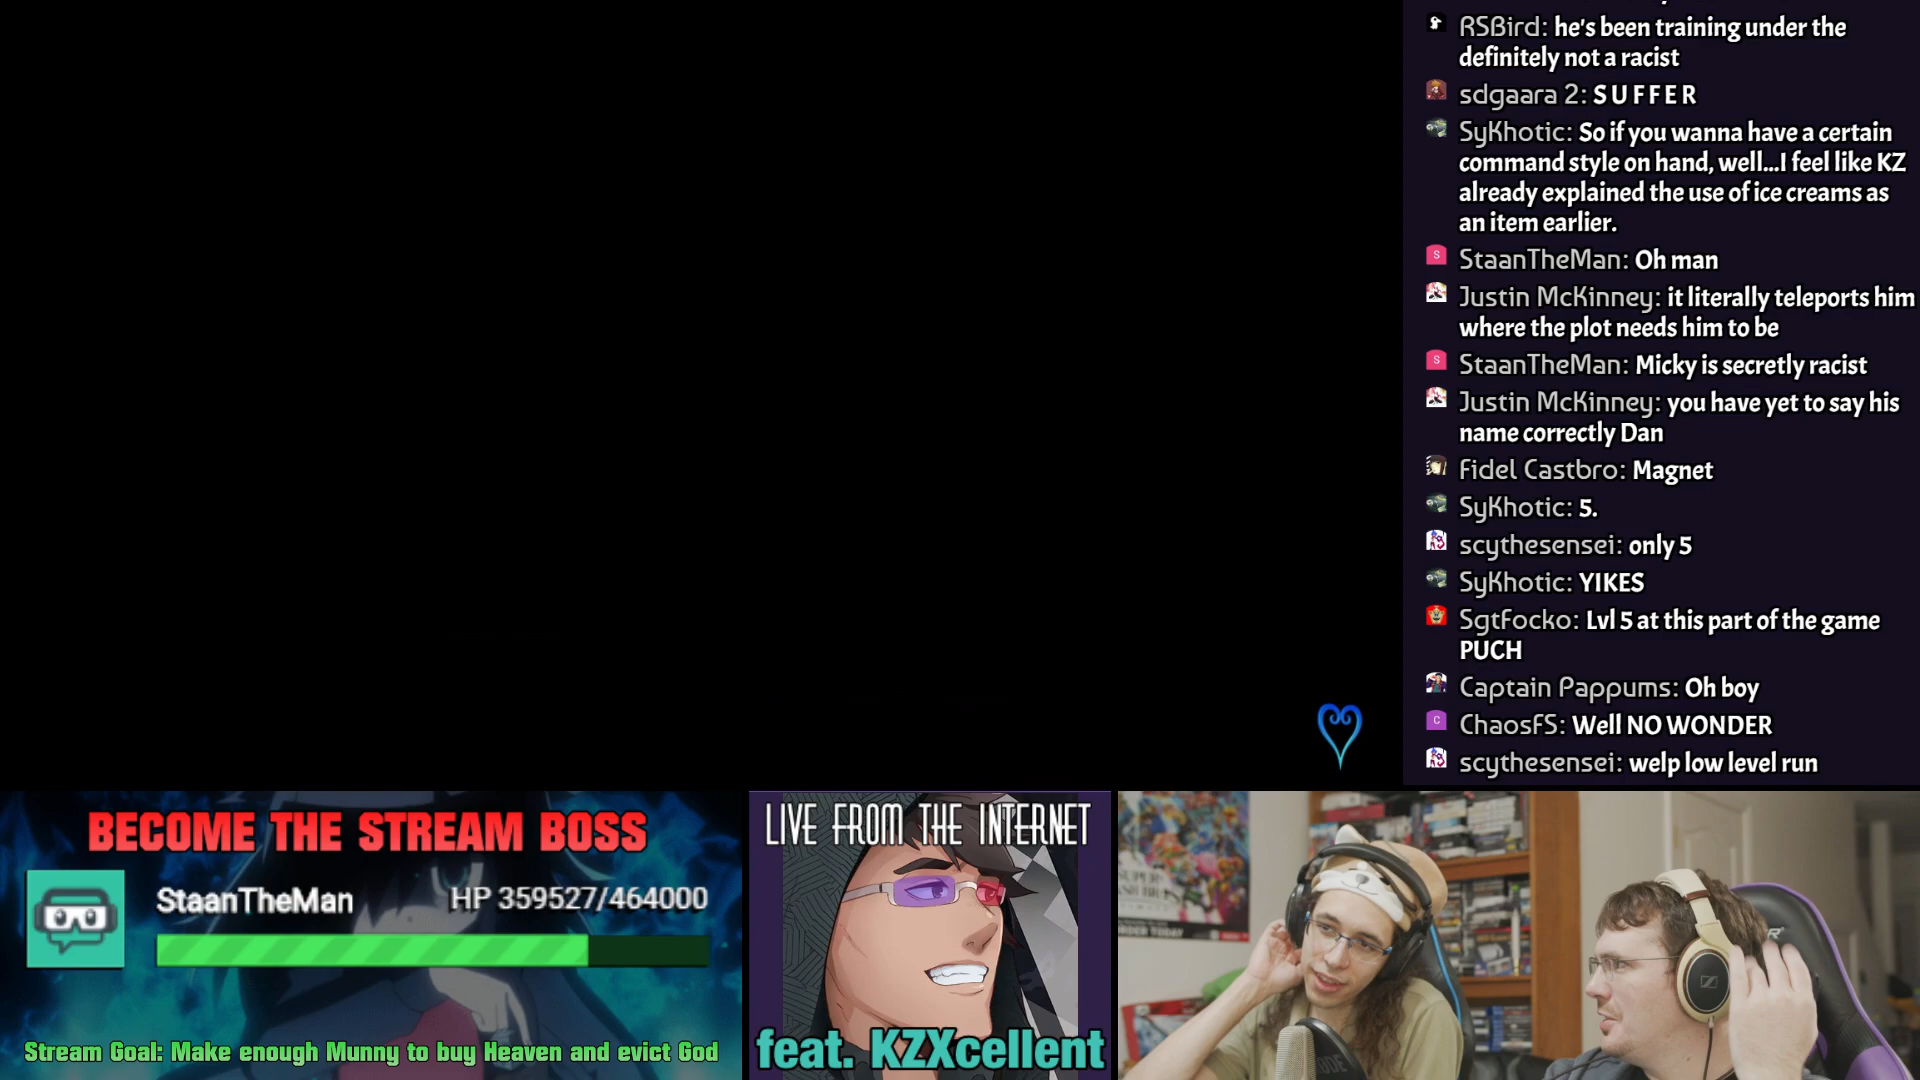 RSBird: he's been training under the
definitely not a racist
sdgaara 2: S U F F E R
SyKhotic: So if you wanna have a certain
command style on hand, well...I feel like KZ
already explained the use of ice creams as
an item earlier.
S StaanTheMan: Oh man
Justin McKinney: it literally teleports him
where the plot needs him to be
S StaanTheMan: Micky is secretly racist
Justin McKinney: you have yet to say his
name correctly Dan
Fidel Castbro: Magnet
SyKhotic: 5.
scythesensei: only 5
SyKhotic: YIKES
SgtFocko: Lvl 5 at this part of the game
PUCH
Captain Pappums: Oh boy
C ChaosFS: Well NO WONDER
scythesensei: welp low level run
BECOME THE STREAM BOSS
StaanTheMan HP 359527/464000
Stream Goal: Make enough Munny to buy Heaven and evict God
LIVE FROM THE INTERNET
feat. KZXcellent